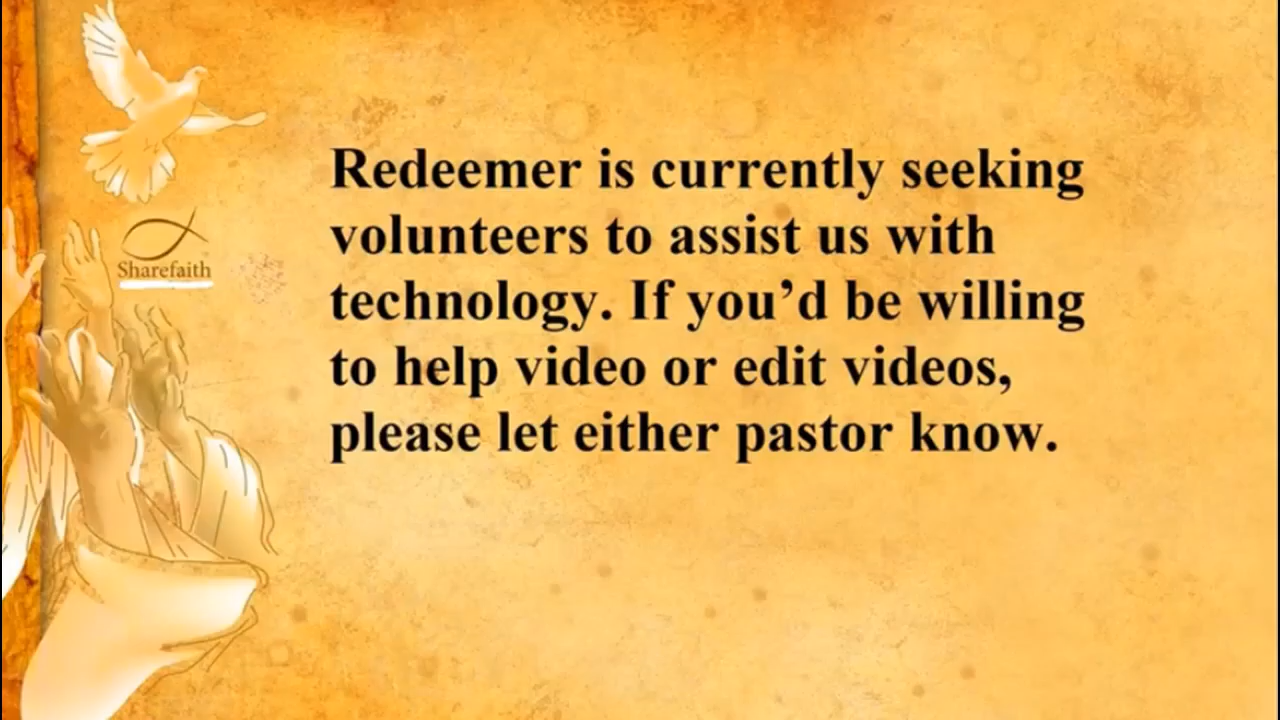 Redeemer is currently seeking
volunteers to assist us with
technology. If you’d be willing
to help video or edit videos,
please let either pastor know.
Sharefaith